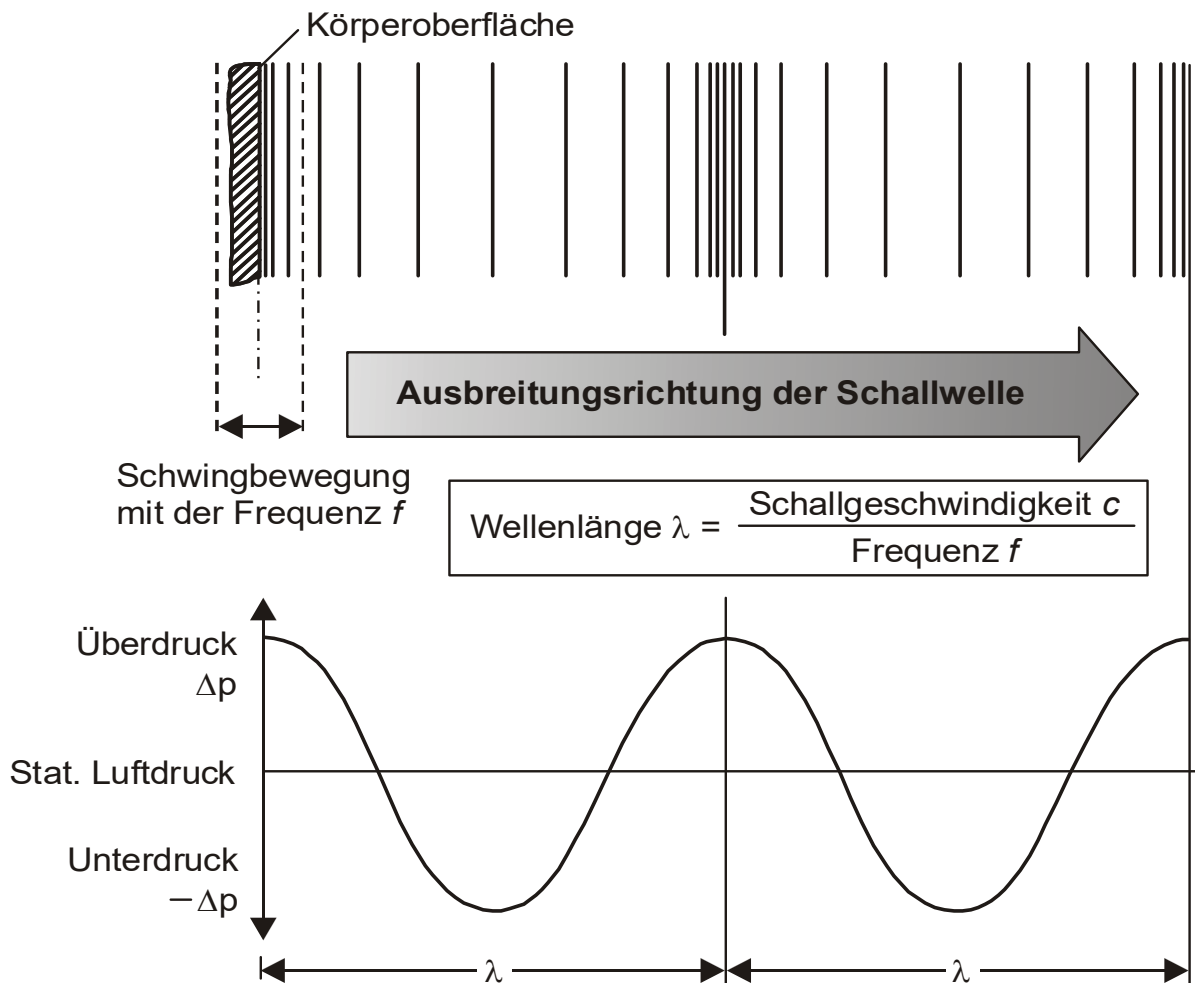 Körperoberfläche
Ausbreitungsrichtung der Schallwelle
Schwingbewegung
mit der Frequenz f
Wellenlänge λ = Schallgeschwindigkeit c
Frequenz f
Überdruck
Δp
Stat. Luftdruck
Unterdruck
−Δp
λ λ